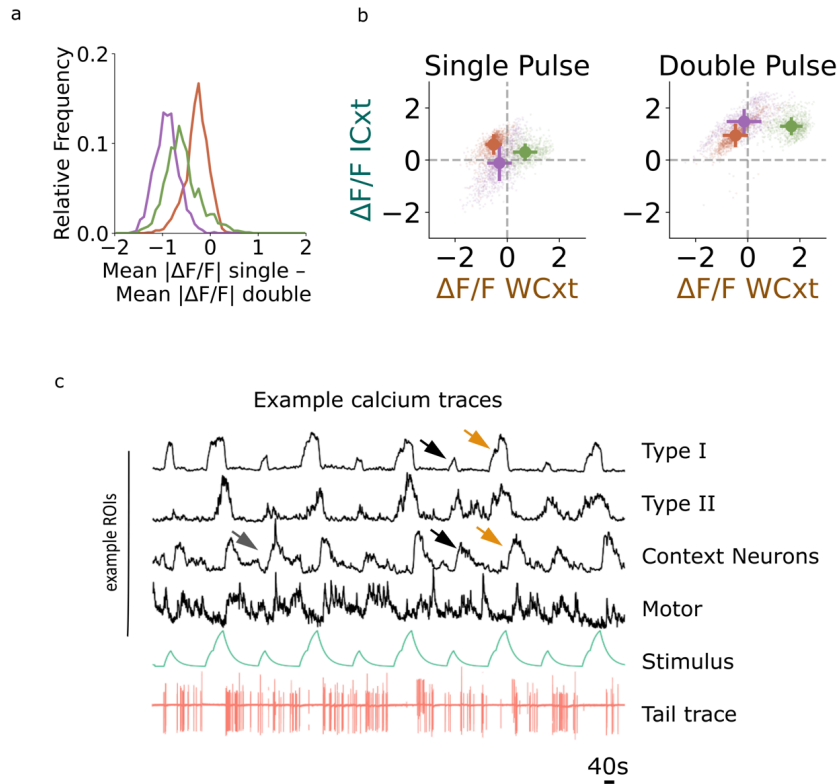 a
b
0.2
0.1
0.0
Relative Frequency
−2
−1
0
1
2
Mean |ΔF/F| single –
Mean |ΔF/F| double
Single Pulse
Double Pulse
ΔF/F ICxt
2
0
−2
−2
0
2
ΔF/F WCxt
2
0
−2
−2
0
2
ΔF/F WCxt
c
Example calcium traces
example ROIs
Type I
Type II
Context Neurons
Motor
Stimulus
Tail trace
40s